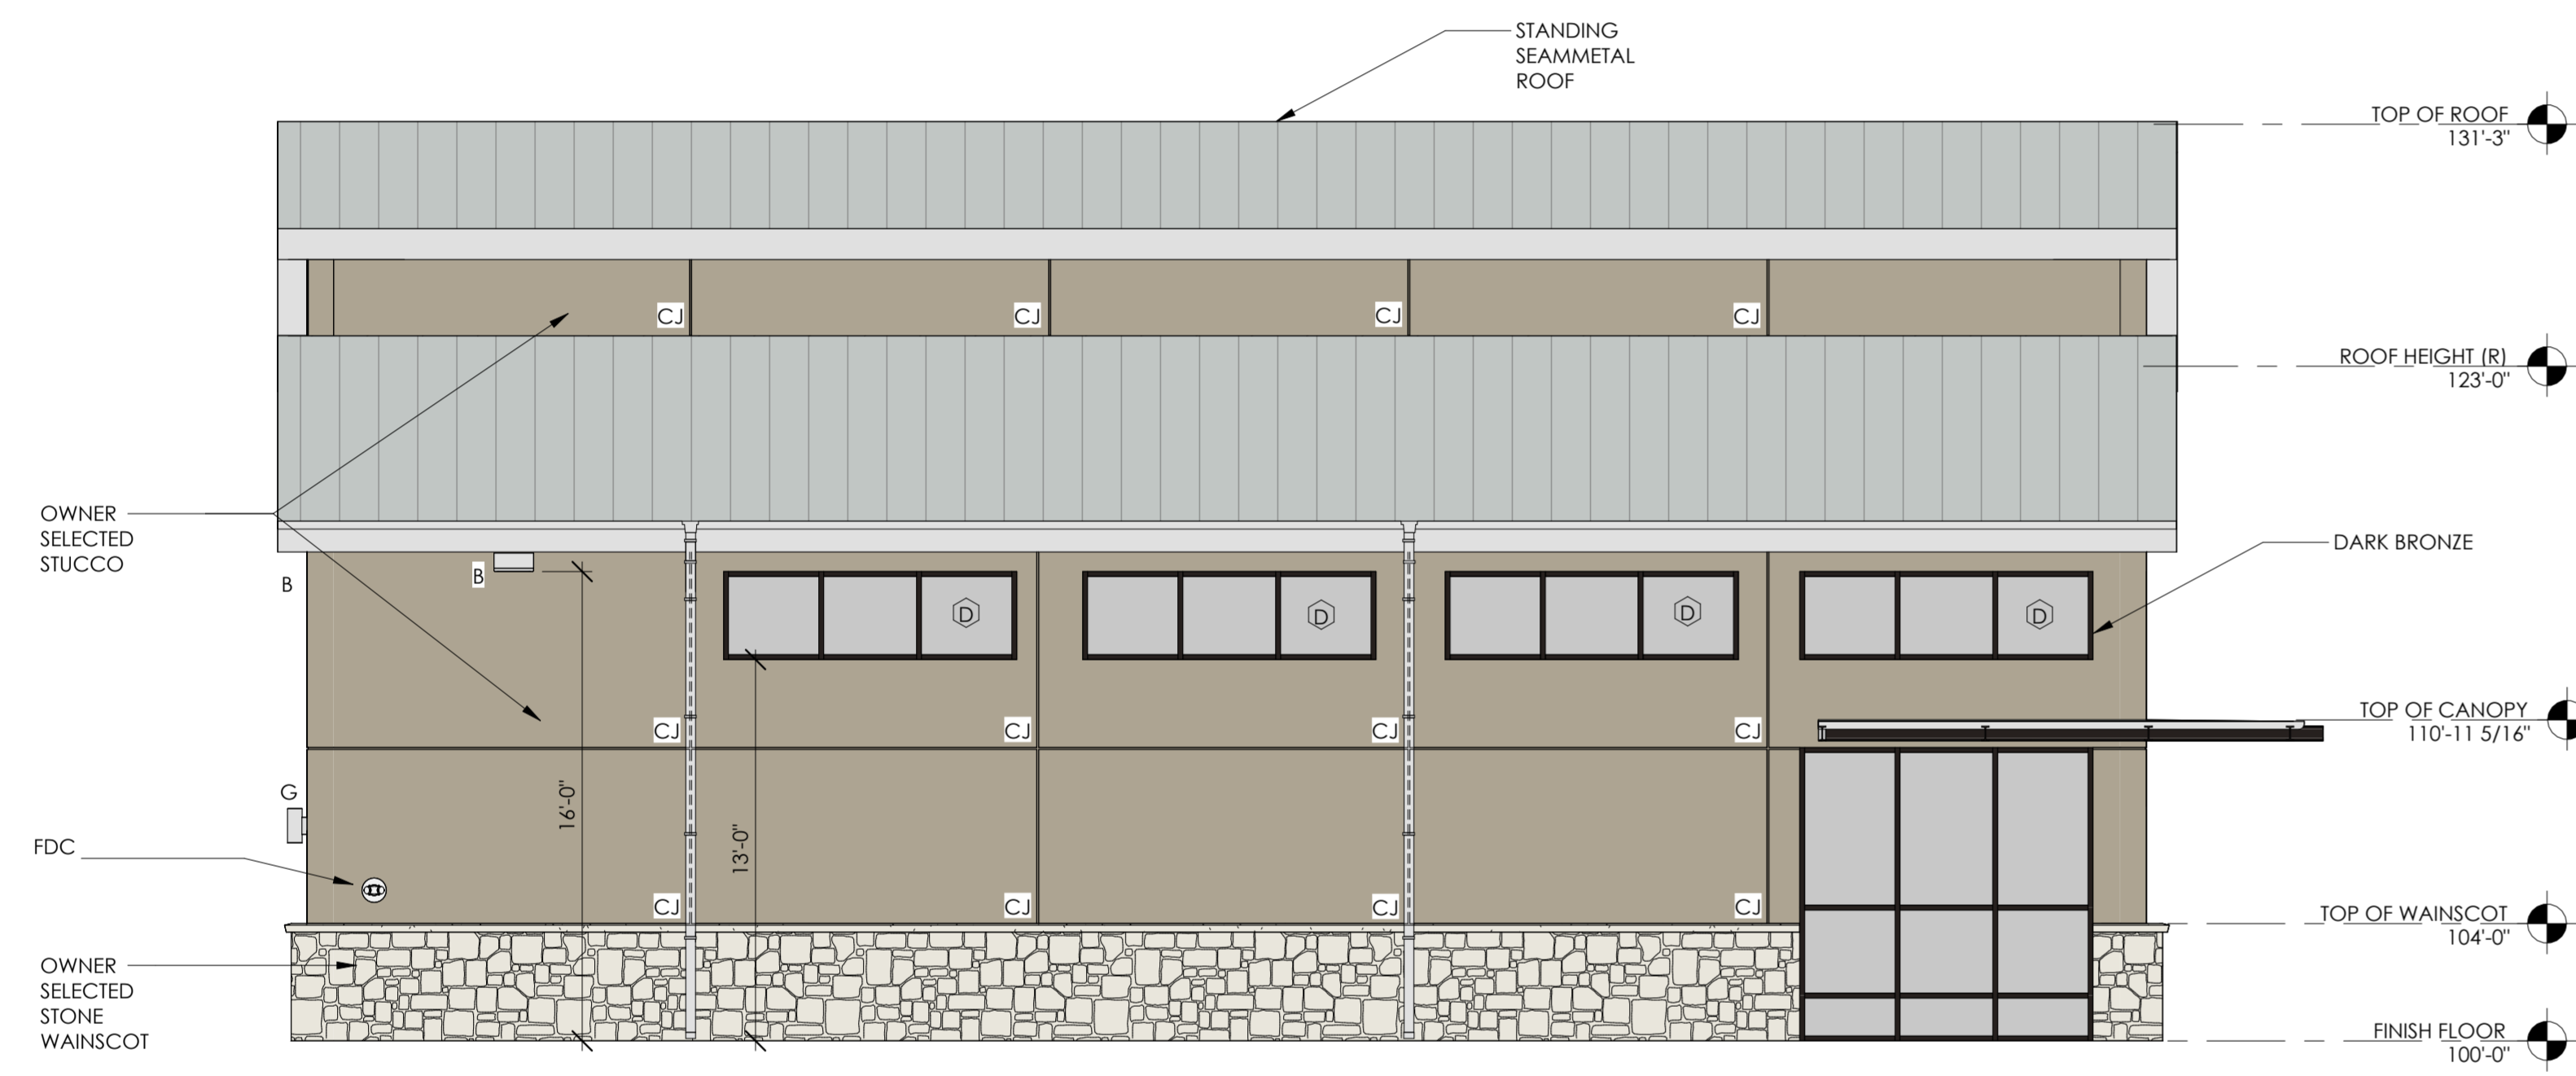 STANDING
SEAMMETAL
ROOF
TOP OF ROOF
131'-3"
CJ
CJ
CJ
CJ
ROOF HEIGHT (R)
123'-0"
OWNER
SELECTED
STUCCO
DARK BRONZE
B
B
D
D
D
D
TOP OF CANOPY
110'-11 5/16"
CJ
CJ
CJ
CJ
G
16'-0"
13'-0"
FDC
CJ
CJ
CJ
CJ
TOP OF WAINSCOT
104'-0"
OWNER
SELECTED
STONE
WAINSCOT
FINISH FLOOR
100'-0"